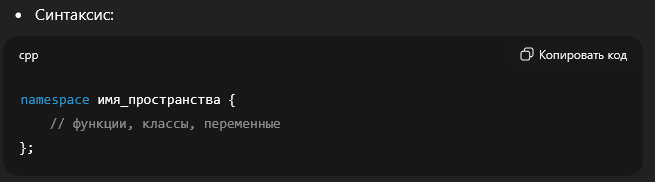 • Синтаксис:
cpp Копировать код
namespace имя_пространства {
// функции, классы, переменные
};